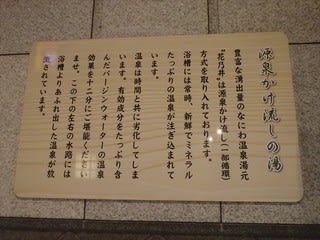 源泉かけ流しの湯
豊富な湧出量のなにわ温泉湯元
"花乃井"は源泉かけ流し(一部循環)
方式を取り入れております。
浴槽には常時、新鮮でミネラル
たっぷりの温泉が注ぎ込まれて
います。
温泉は時間と共に劣化してしま
います。有効成分をたっぷり含
んだバージンウォーターの温泉
効果を十二分にご堪能ください
ませ。この下の左右の水路には
浴槽よりあふれ出した温泉が放
流されています。